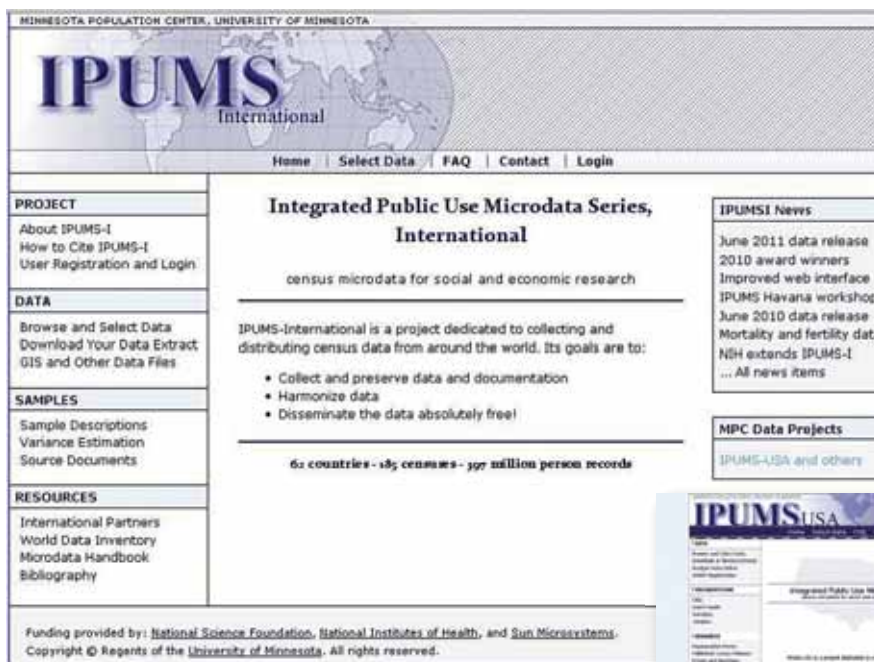 MINNESOTA POPULATION CENTER, UNIVERSITY OF MINNESOTA
IPUMS
International
Home | Select Data | FAQ | Contact | Login
PROJECT
About IPUMS-I
How to Cite IPUMS-I
User Registration and Login
DATA
Browse and Select Data
Download Your Data Extract
GIS and Other Data Files
SAMPLES
Sample Descriptions
Variance Estimation
Source Documents
RESOURCES
International Partners
World Data Inventory
Microdata Handbook
Bibliography
Integrated Public Use Microdata Series,
International
census microdata for social and economic research
IPUMS-International is a project dedicated to collecting and
distributing census data from around the world. Its goals are to:
• Collect and preserve data and documentation
• Harmonize data
• Disseminate the data absolutely free!
62 countries - 185 censuses - 397 million person records
IPUMSI News
June 2011 data release
2010 award winners
Improved web interface
IPUMS Havana workshop
June 2010 data release
Mortality and fertility dat
NIH extends IPUMS-I
... All news items
MPC Data Projects
IPUMS-USA and others
IPUMS USA
Integrated Public Use
Funding provided by: National Science Foundation, National Institutes of Health, and Sun Microsystems.
Copyright © Regents of the University of Minnesota. All rights reserved.